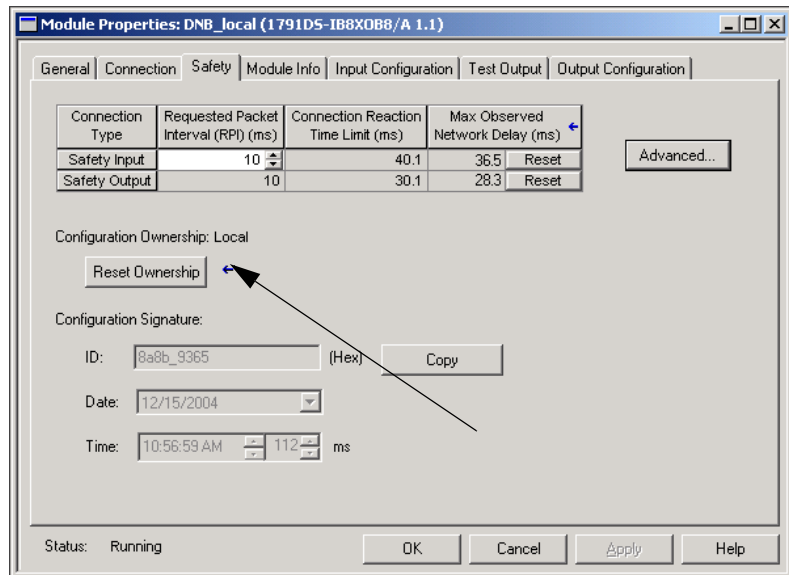 Module Properties: DNB_local (1791DS-IB8XOB8/A 1.1)
General Connection Safety Module Info Input Configuration Test Output Output Configuration
Connection Type Requested Packet Interval (RPI) (ms) Connection Reaction Time Limit (ms) Max Observed Network Delay (ms)
Safety Input 10 40.1 36.5 Reset
Safety Output 10 30.1 28.3 Reset
Advanced...
Configuration Ownership: Local
Reset Ownership
Configuration Signature:
ID: 8a8b_9365 (Hex) Copy
Date: 12/15/2004
Time: 10:56:59 AM 112 ms
Status: Running OK Cancel Apply Help